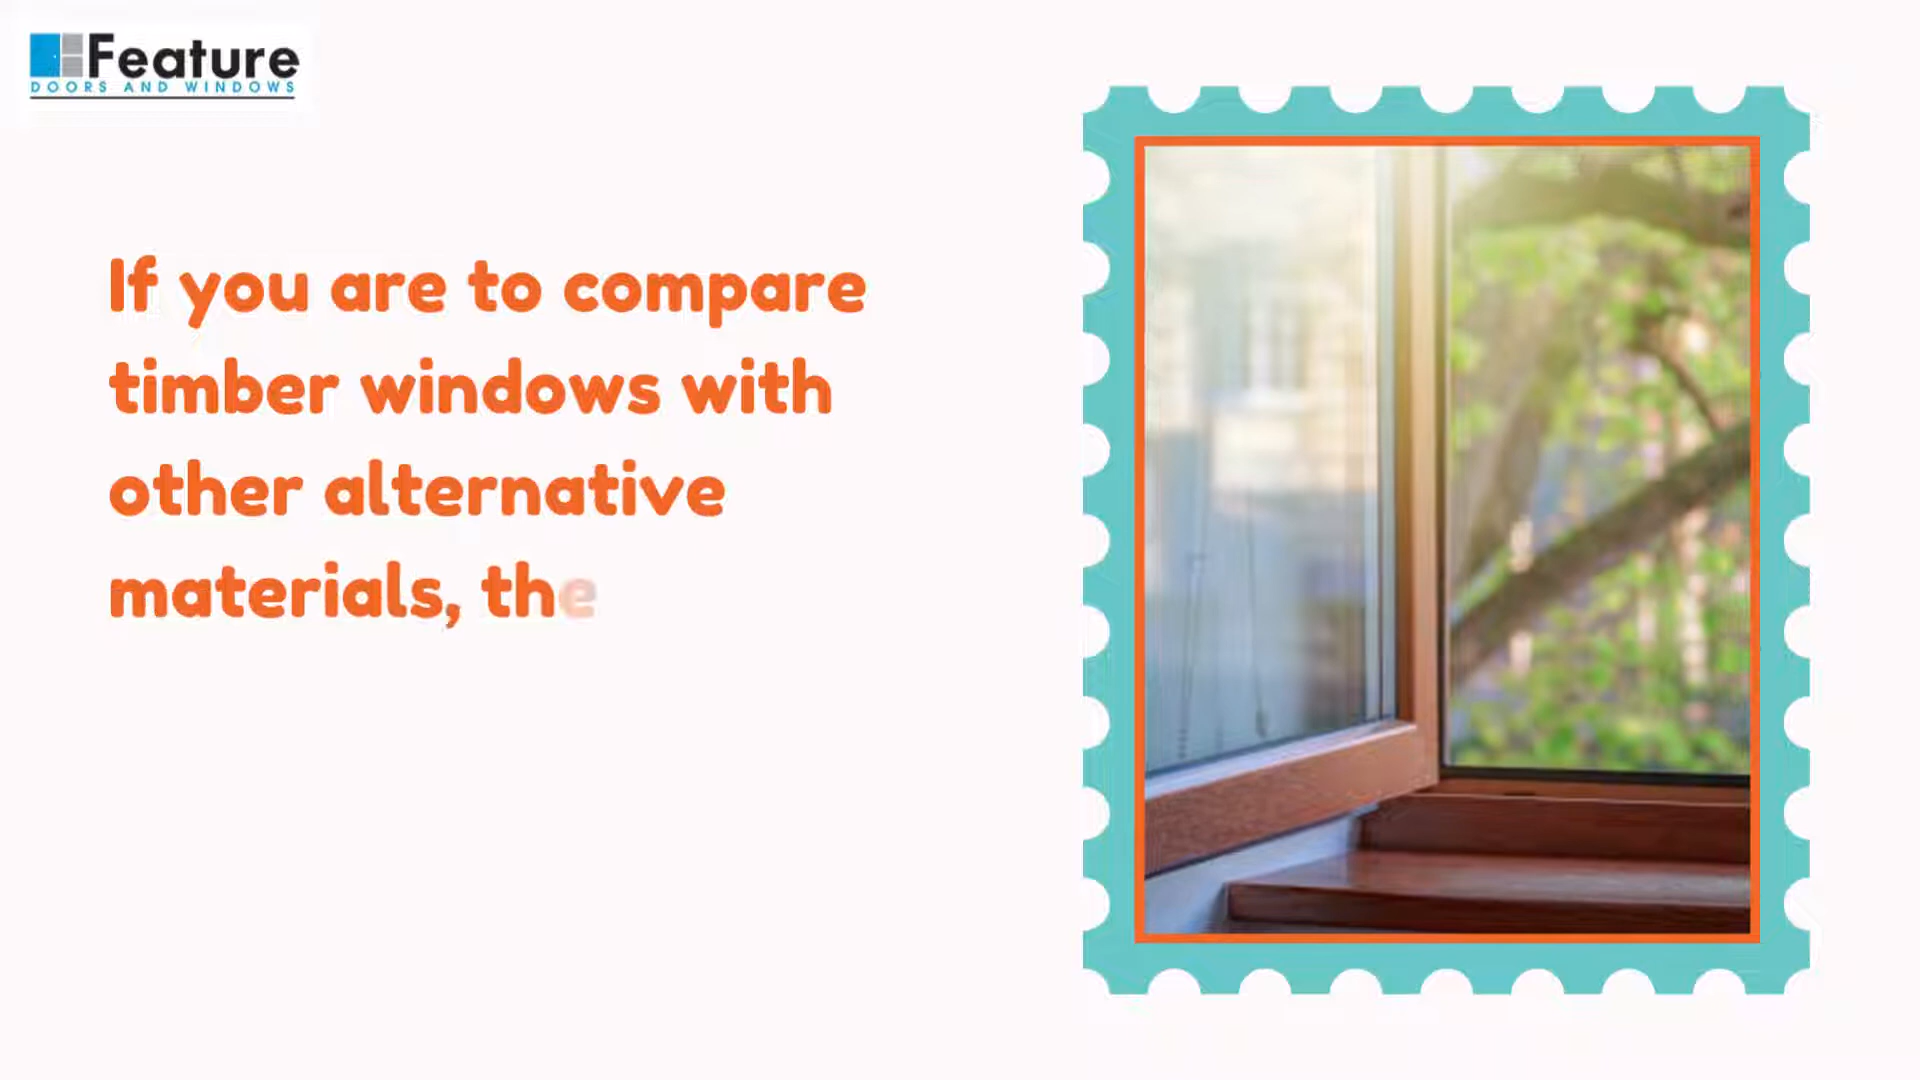 Feature
DOORS AND WINDOWS
If you are to compare
timber windows with
other alternative
materials, the